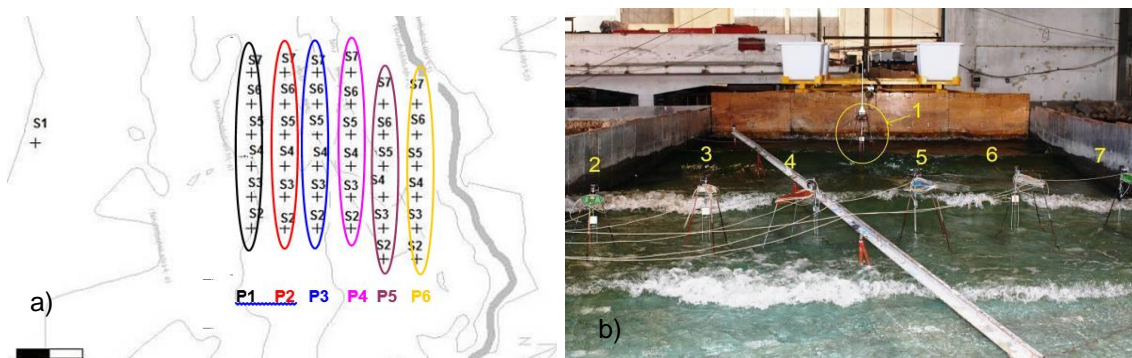 S7 S7 S7 S7 S7 S7
S6 S6 S6 S6 S6 S6
S1
S5 S5 S5 S5 S5 S5
S4 S4 S4 S4 S4 S4
S3 S3 S3 S3 S3 S3
S2 S2 S2 S2 S2 S2
P1 P2 P3 P4 P5 P6
a)
1
2 3 4 5 6 7
b)